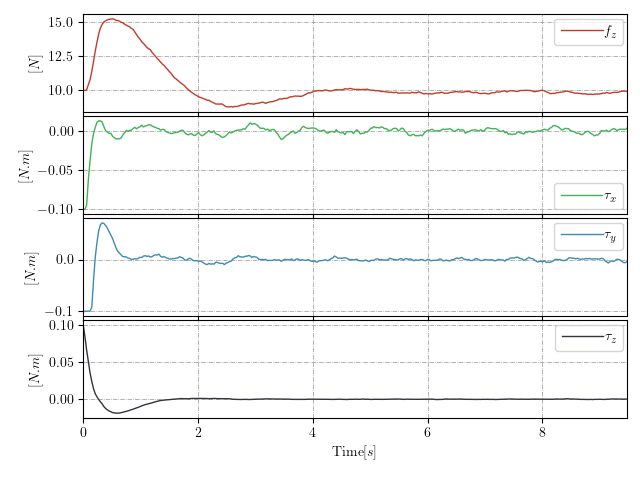 15.0
12.5
10.0
[N]
f_z
0.00
−0.05
−0.10
[N.m]
τ_x
0.0
−0.1
[N.m]
τ_y
0.10
0.05
0.00
[N.m]
τ_z
0 2 4 6 8
Time[s]